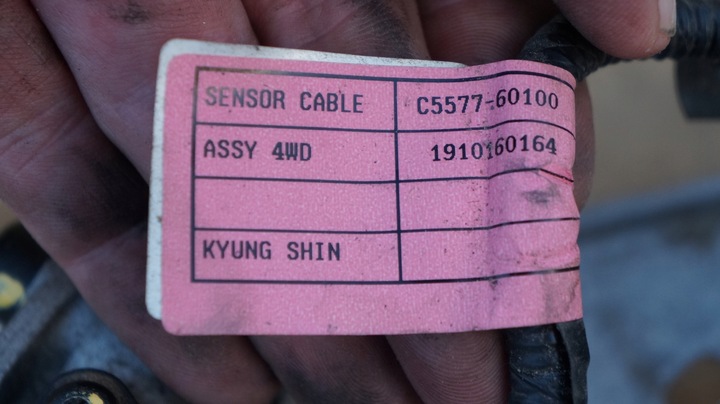 SENSOR CABLE C5577-60100
ASSY 4WD 1910160164
KYUNG SHIN